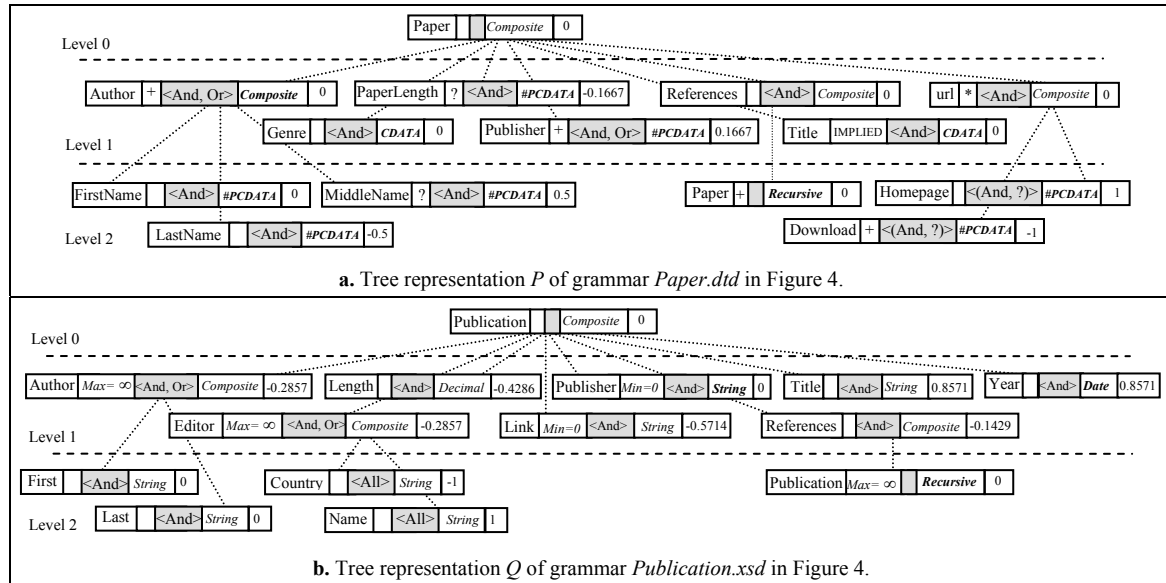 Paper Composite 0
Level 0
Author + <And, Or> Composite 0 PaperLength ? <And> #PCDATA -0.1667 References <And> Composite 0 url * <And> Composite 0
Genre <And> CDATA 0 Publisher + <And, Or> #PCDATA 0.1667 Title IMPLIED <And> CDATA 0
Level 1
FirstName <And> #PCDATA 0 MiddleName ? <And> #PCDATA 0.5 Paper + Recursive 0 Homepage <(And, ?)> #PCDATA 1
Level 2 LastName <And> #PCDATA -0.5 Download + <(And, ?)> #PCDATA -1
a. Tree representation P of grammar Paper.dtd in Figure 4.
Publication Composite 0
Level 0
Author Max= ∞ <And, Or> Composite -0.2857 Length <And> Decimal -0.4286 Publisher Min=0 <And> String 0 Title <And> String 0.8571 Year <And> Date 0.8571
Editor Max= ∞ <And, Or> Composite -0.2857 Link Min=0 <And> String -0.5714 References <And> Composite -0.1429
Level 1
First <And> String 0 Country <All> String -1 Publication Max= ∞ Recursive 0
Level 2 Last <And> String 0 Name <All> String 1
b. Tree representation Q of grammar Publication.xsd in Figure 4.